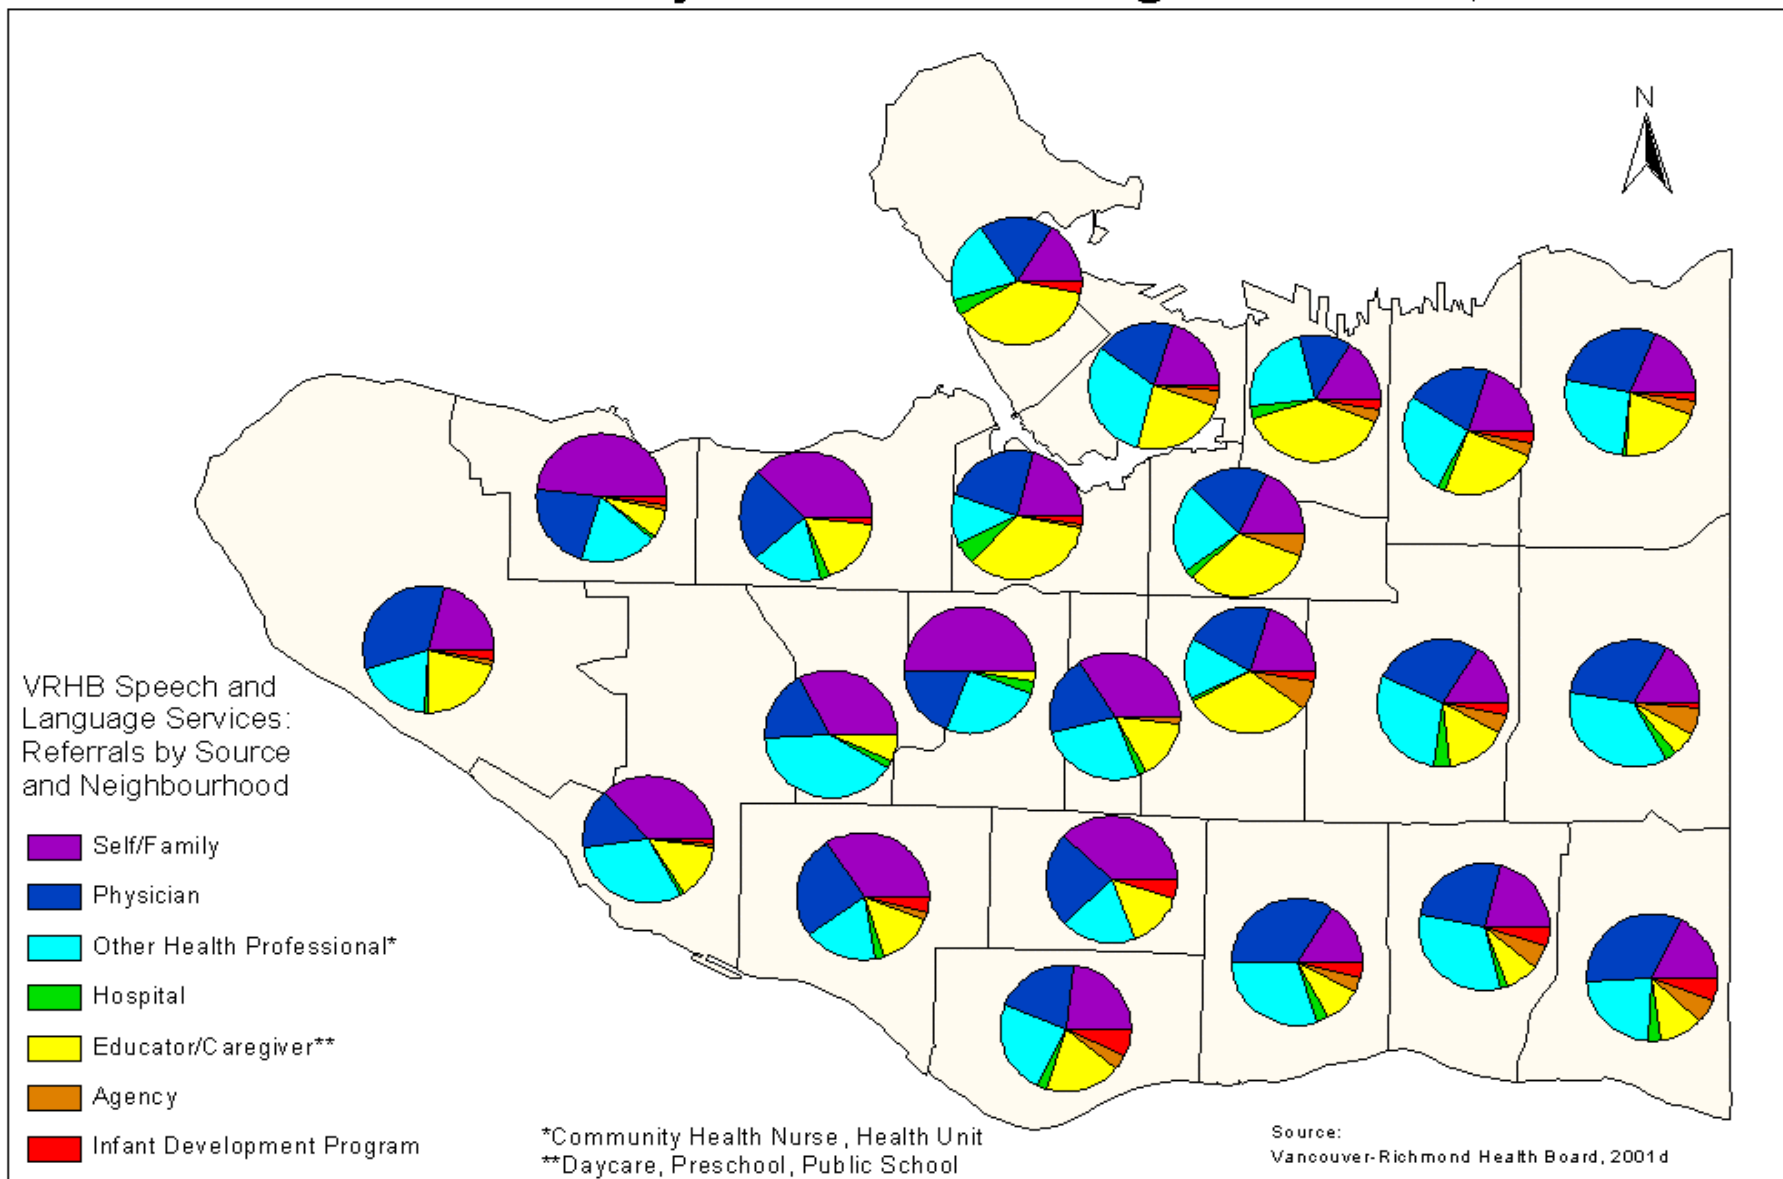 N
VRHB Speech and
Language Services:
Referrals by Source
and Neighbourhood
Self/Family
Physician
Other Health Professional*
Hospital
Educator/Caregiver**
Agency
Infant Development Program
*Community Health Nurse, Health Unit
**Daycare, Preschool, Public School
Source:
Vancouver-Richmond Health Board, 2001d